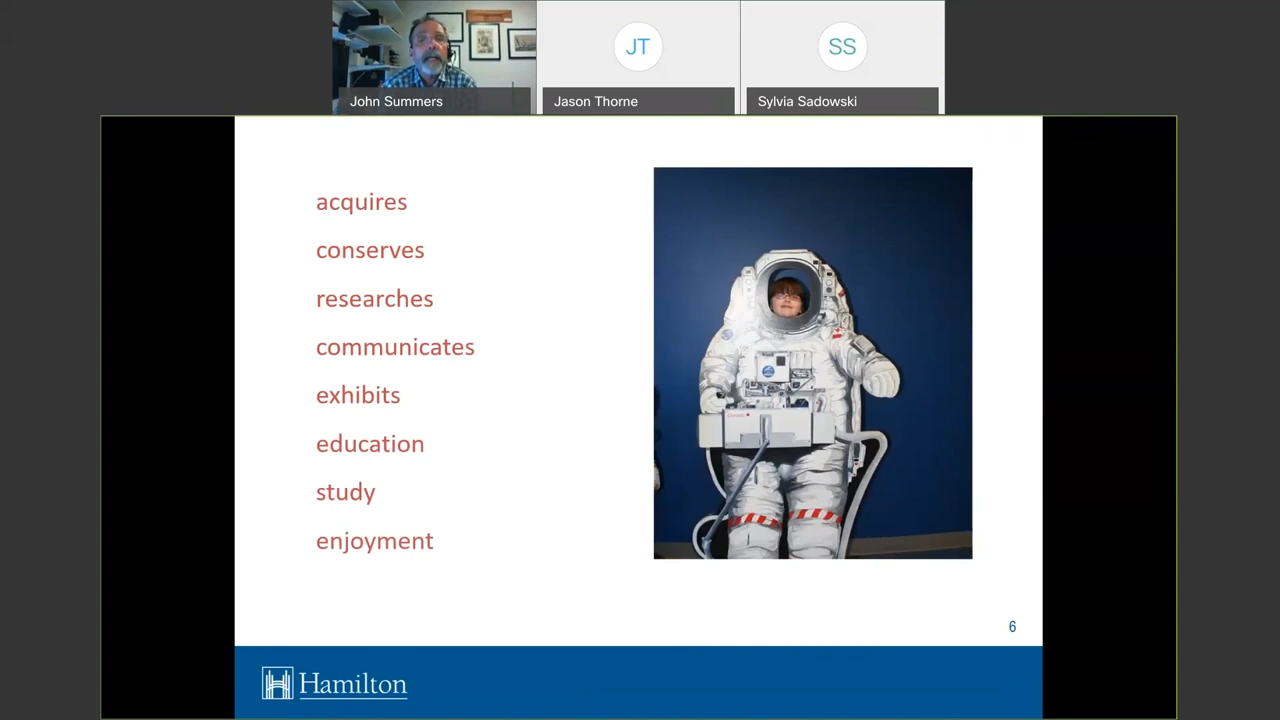 JT
SS
John Summers
Jason Thorne
Sylvia Sadowski
acquires
conserves
researches
communicates
exhibits
education
study
enjoyment
6
Hamilton